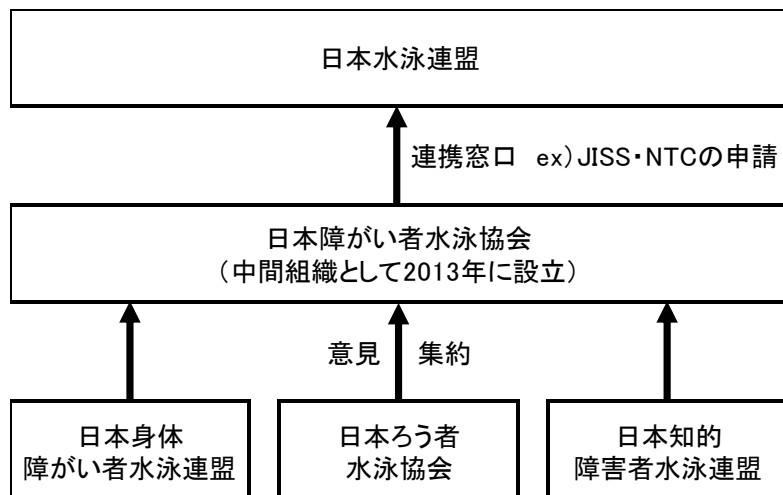 日本水泳連盟
連携窓口　ex）JISS・NTCの申請
日本障がい者水泳協会
（中間組織として2013年に設立）
意見　集約
日本身体
障がい者水泳連盟
日本ろう者
水泳協会
日本知的
障害者水泳連盟